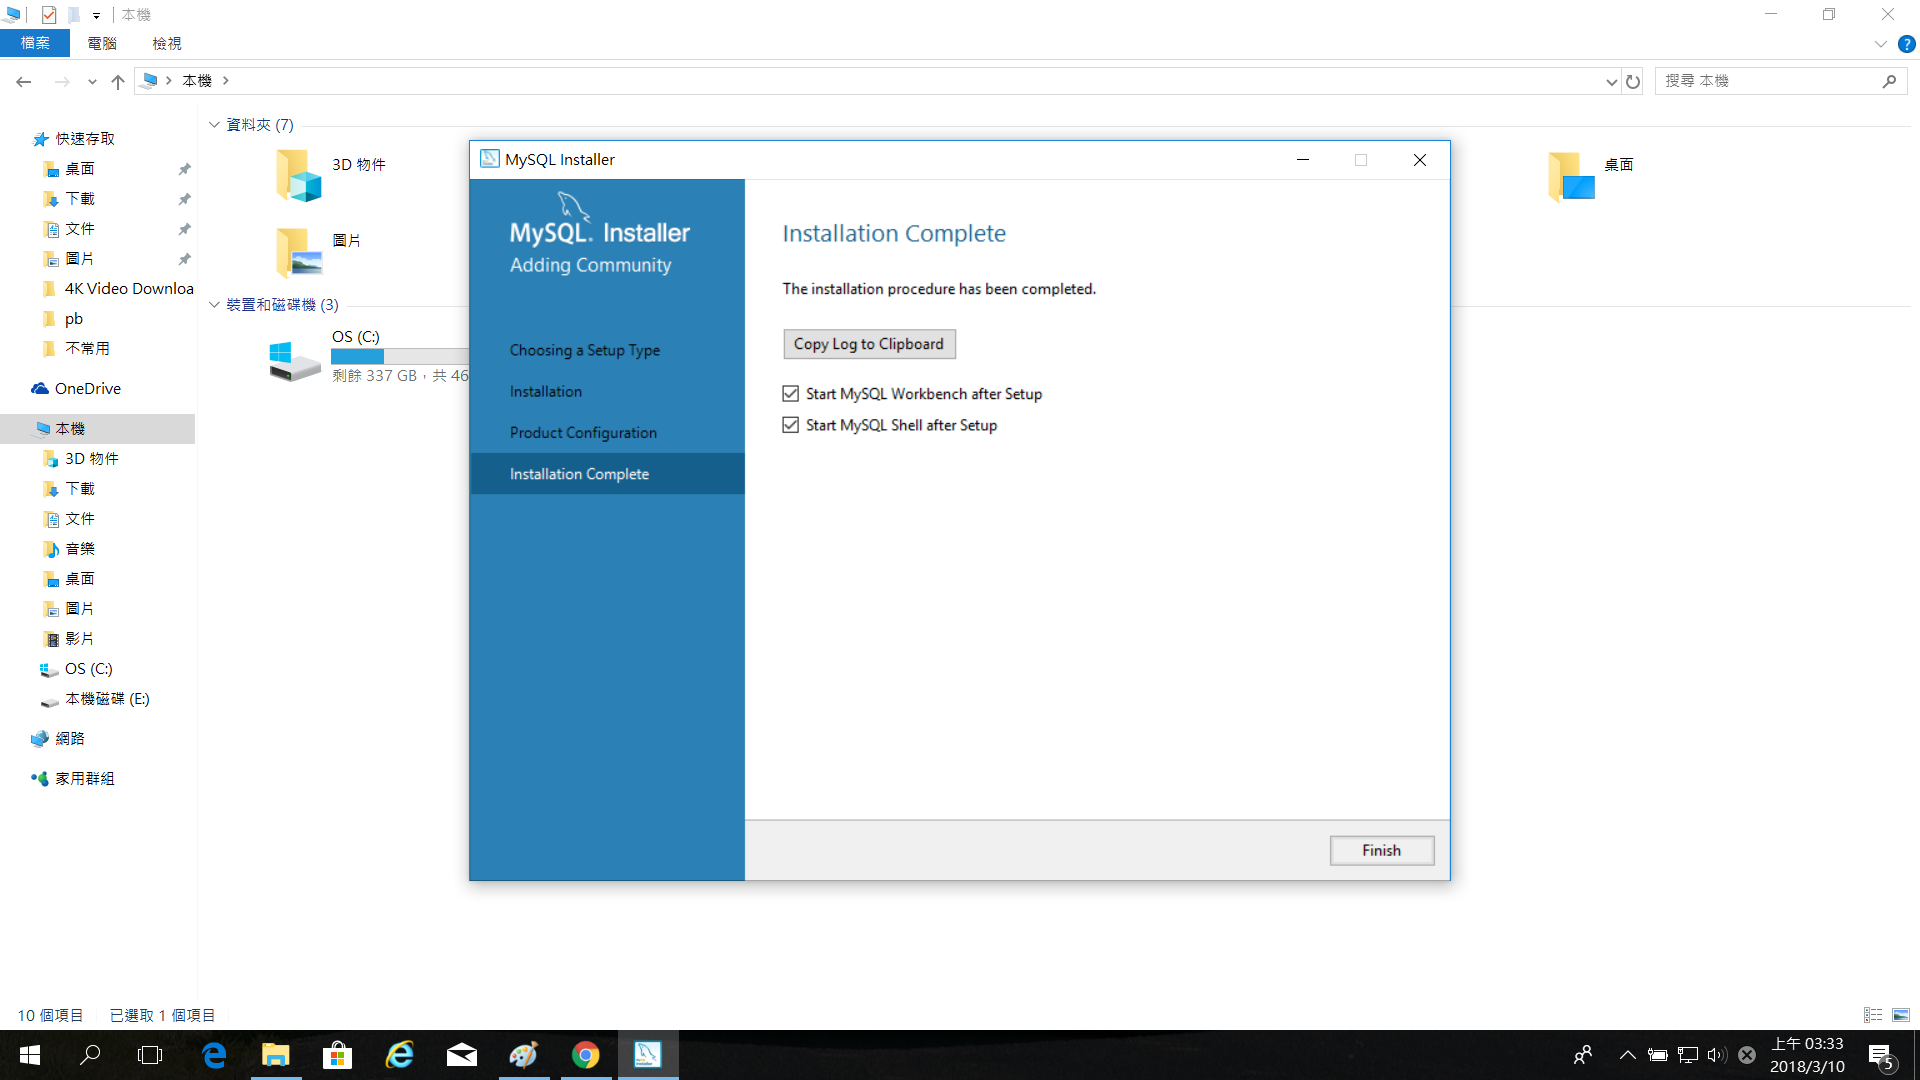 本機
檔案
電腦
檢視
本機
搜尋 本機
快速存取
桌面
下載
文件
圖片
4K Video Downloa
pb
不常用
OneDrive
本機
3D 物件
下載
文件
音樂
桌面
圖片
影片
OS (C:)
本機磁碟 (E:)
網路
家用群組
資料夾 (7)
3D 物件
桌面
圖片
裝置和磁碟機 (3)
OS (C:)
剩餘 337 GB，共 46
MySQL Installer
MySQL. Installer
Adding Community
Choosing a Setup Type
Installation
Product Configuration
Installation Complete
Installation Complete
The installation procedure has been completed.
Copy Log to Clipboard
Start MySQL Workbench after Setup
Start MySQL Shell after Setup
Finish
10 個項目
已選取 1 個項目
上午 03:33
2018/3/10
5